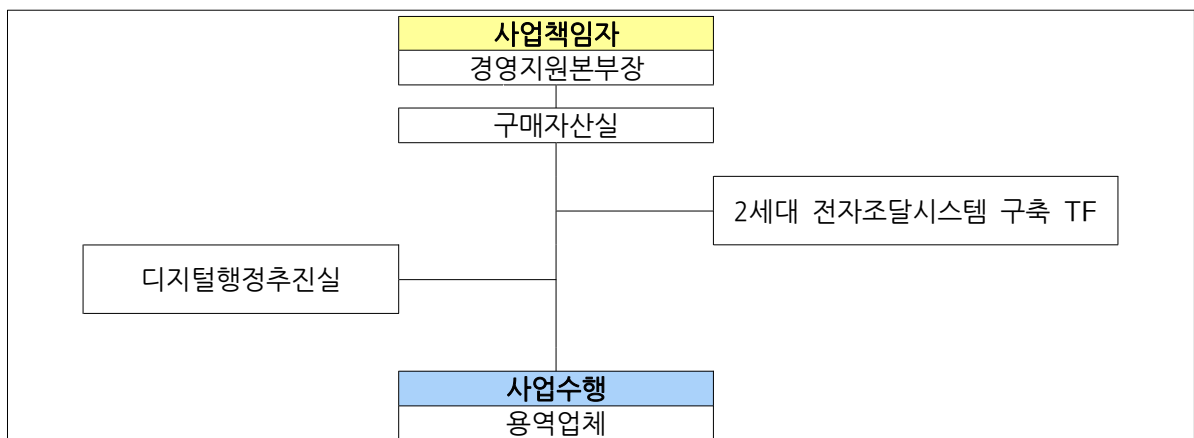 사업책임자
경영지원본부장
구매자산실
2세대 전자조달시스템 구축 TF
디지털행정추진실
사업수행
용역업체